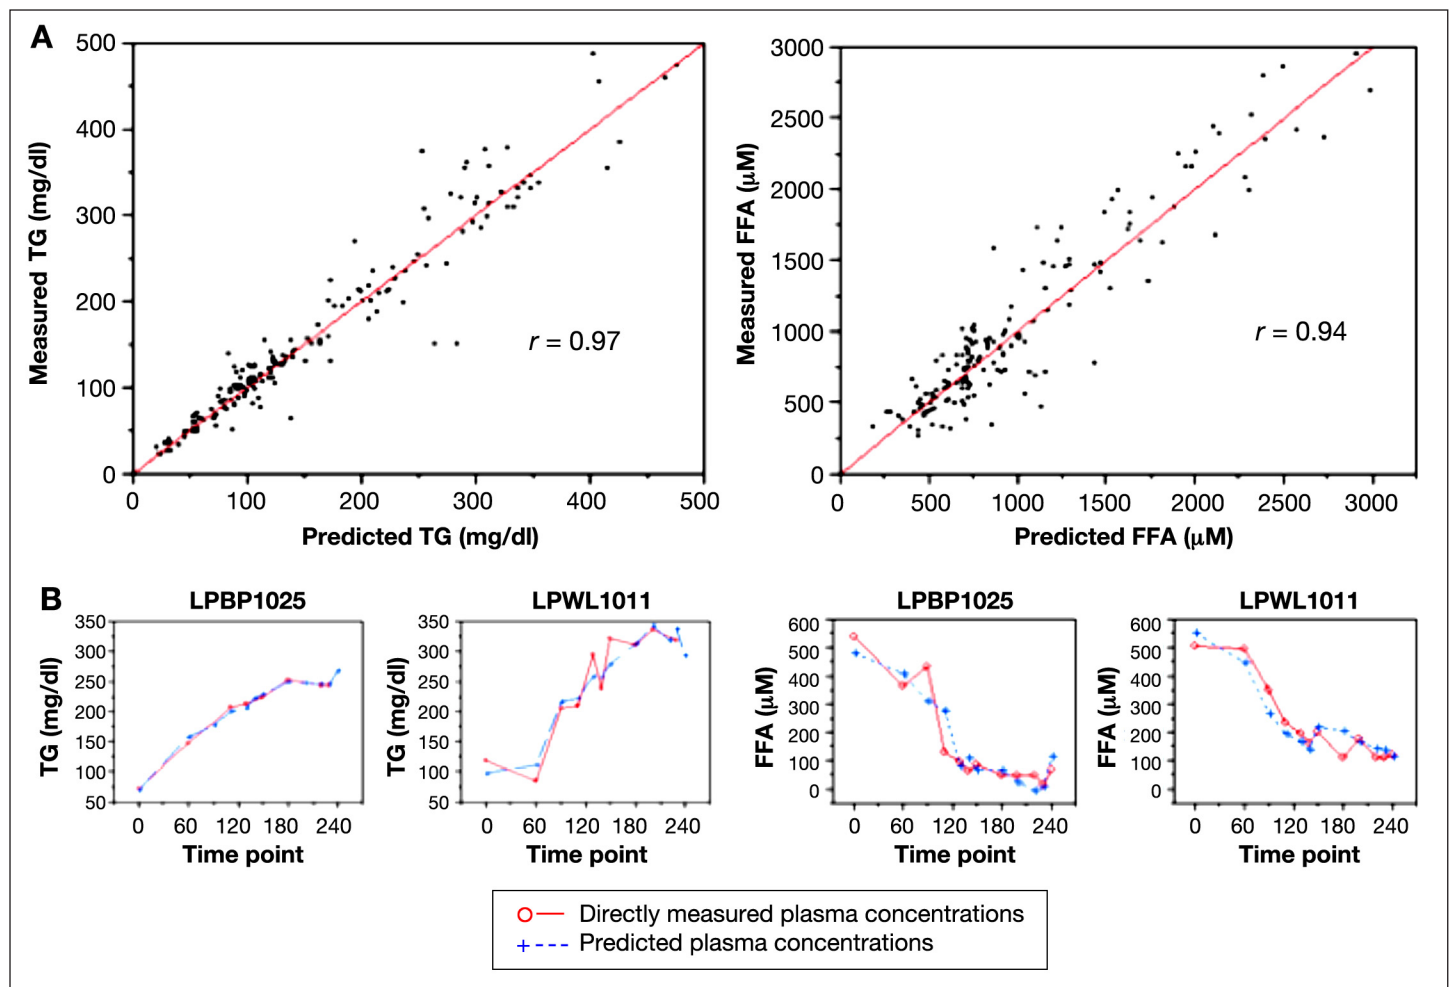 A
500
400
300
200
100
0
Measured TG (mg/dl)
r = 0.97
0 100 200 300 400 500
Predicted TG (mg/dl)
3000
2500
2000
1500
1000
500
0
Measured FFA (μM)
r = 0.94
0 500 1000 1500 2000 2500 3000
Predicted FFA (μM)
B
LPBP1025
350
300
250
200
150
100
50
TG (mg/dl)
0 60 120 180 240
Time point
LPWL1011
350
300
250
200
150
100
50
TG (mg/dl)
0 60 120 180 240
Time point
LPBP1025
600
500
400
300
200
100
0
FFA (μM)
0 60 120 180 240
Time point
LPWL1011
600
500
400
300
200
100
0
FFA (μM)
0 60 120 180 240
Time point
Directly measured plasma concentrations
Predicted plasma concentrations